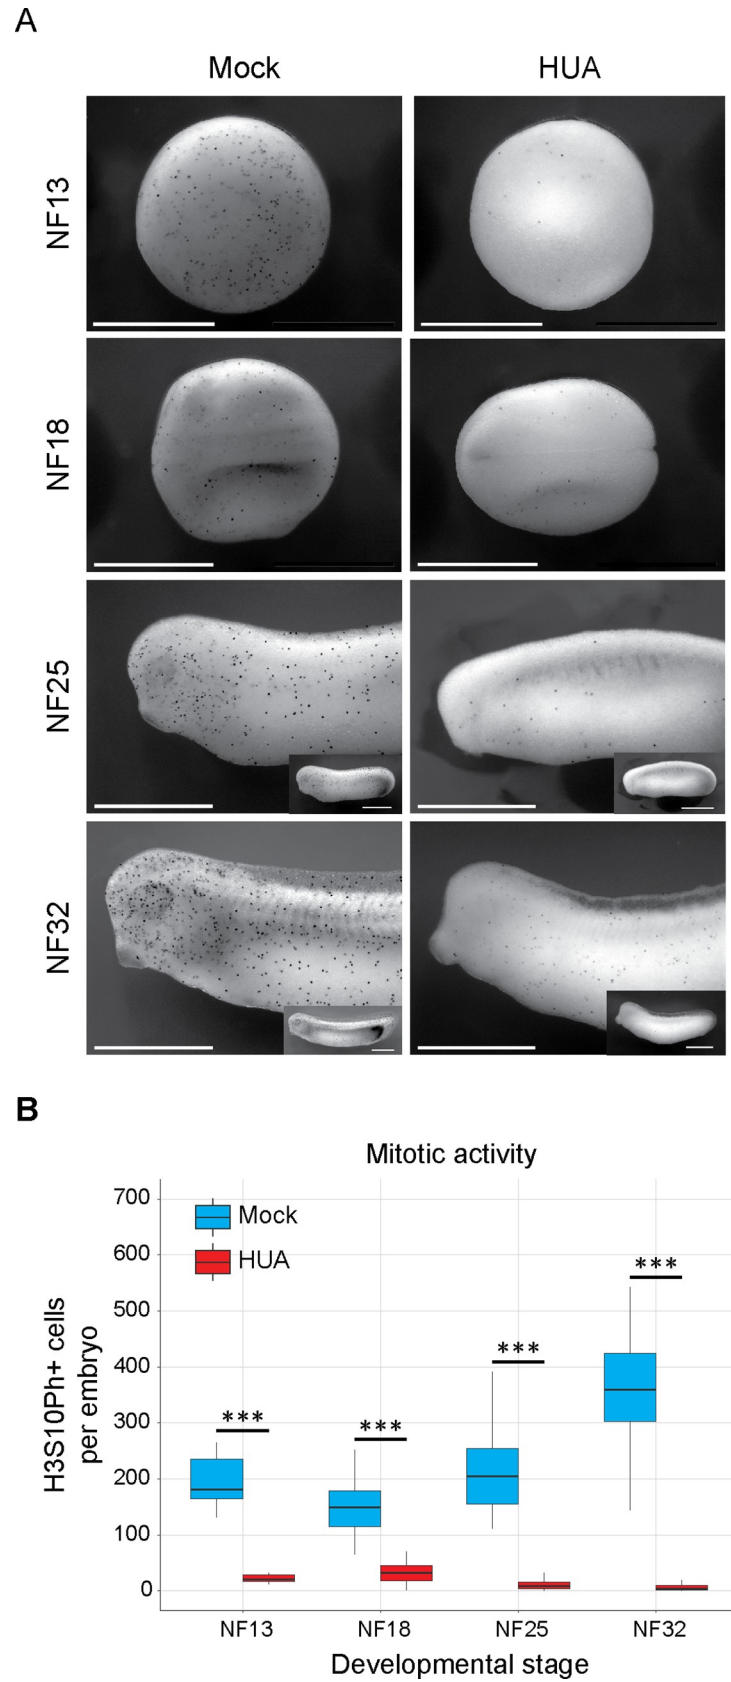 A
Mock HUA
NF13
NF18
NF25
NF32
B
Mitotic activity
H3S10Ph+ cells
per embryo
700
600
500
400
300
200
100
0
Mock
HUA
***
***
***
***
NF13 NF18 NF25 NF32
Developmental stage